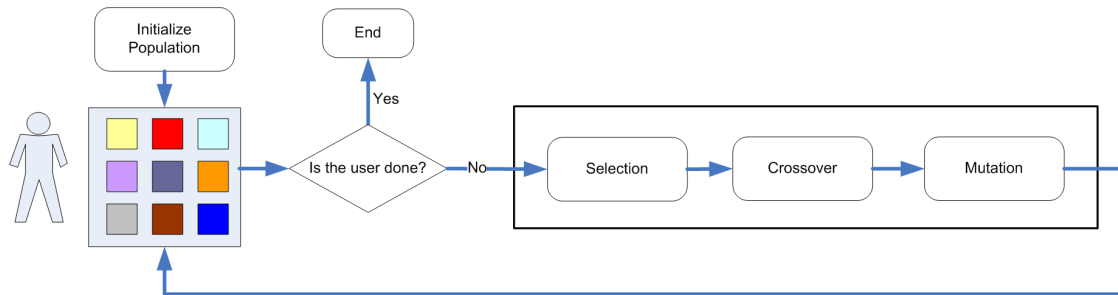 Initialize
Population
End
Yes
Is the user done?
No
Selection
Crossover
Mutation